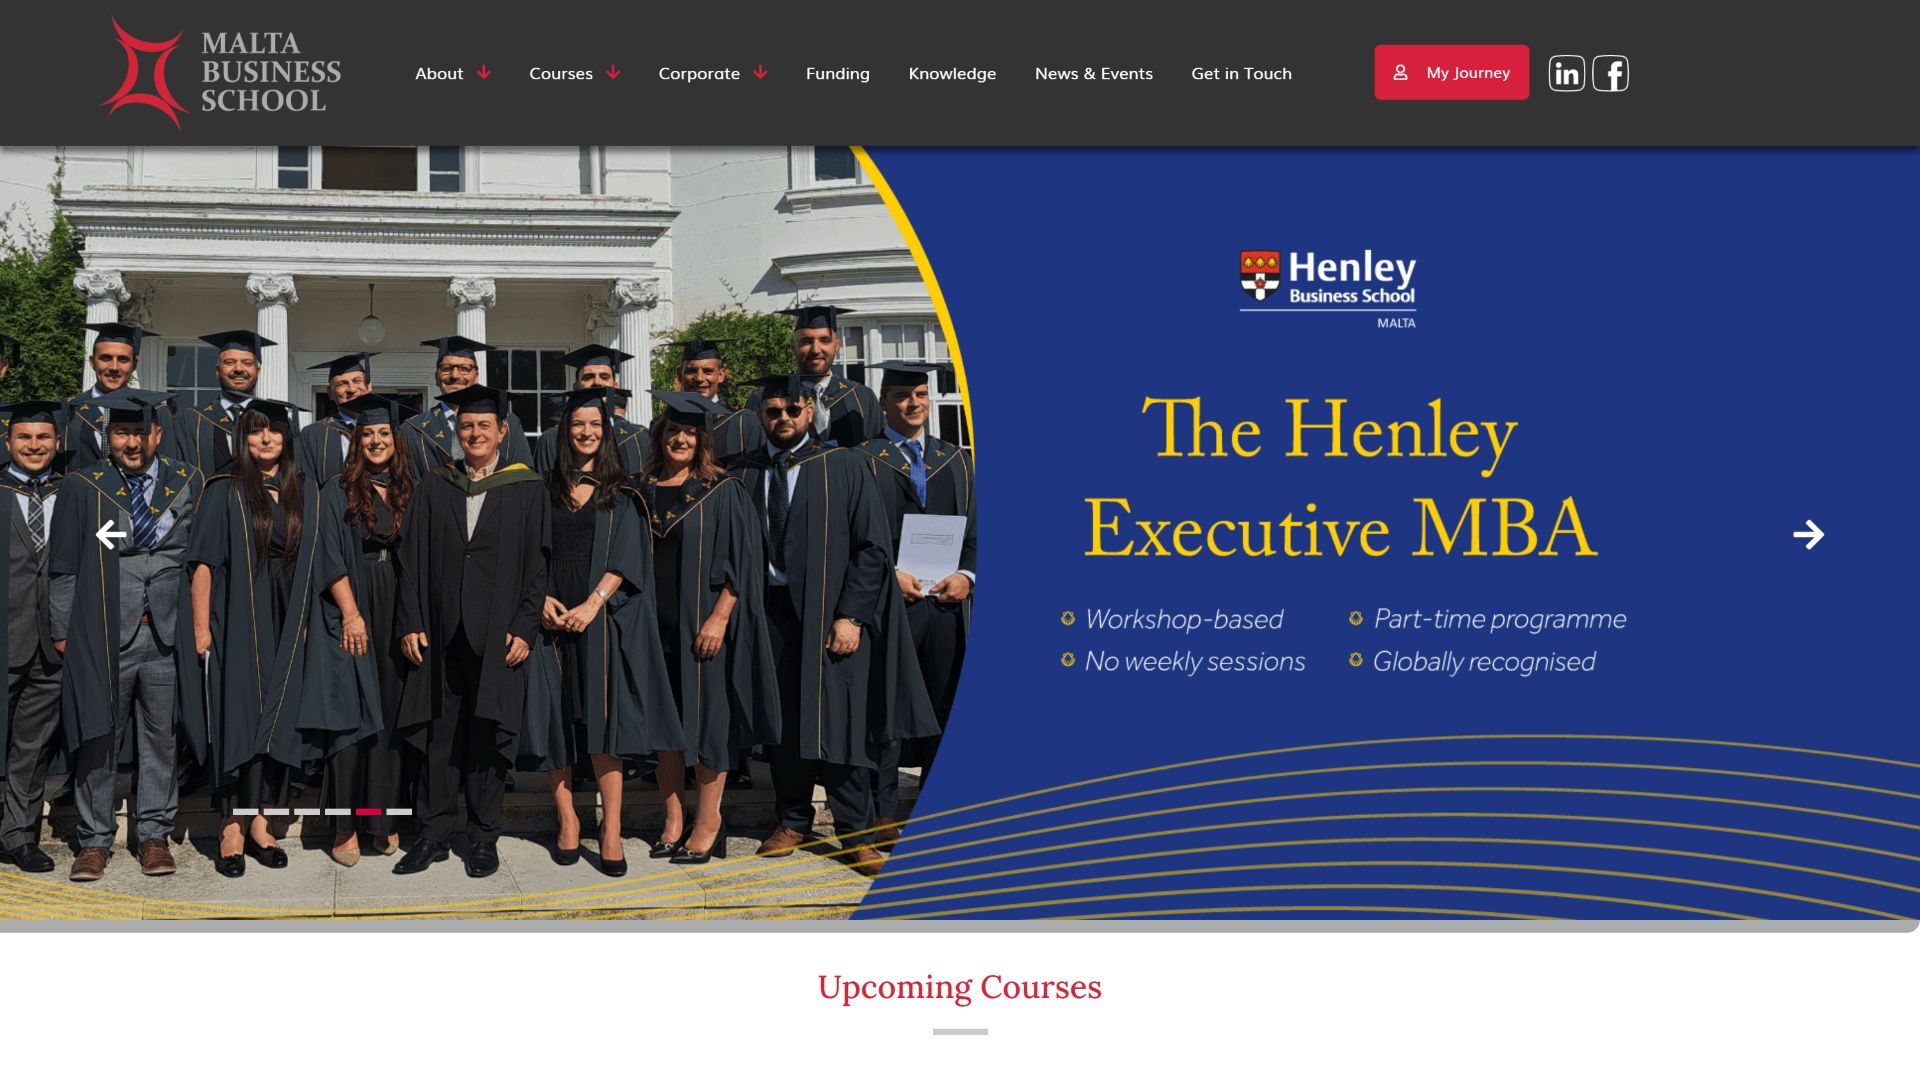 MALTA
BUSINESS
SCHOOL
About
Courses
Corporate
Funding
Knowledge
News & Events
Get in Touch
My Journey
in
f
Henley
Business School
MALTA
The Henley
Executive MBA
Workshop-based
Part-time programme
No weekly sessions
Globally recognised
Upcoming Courses